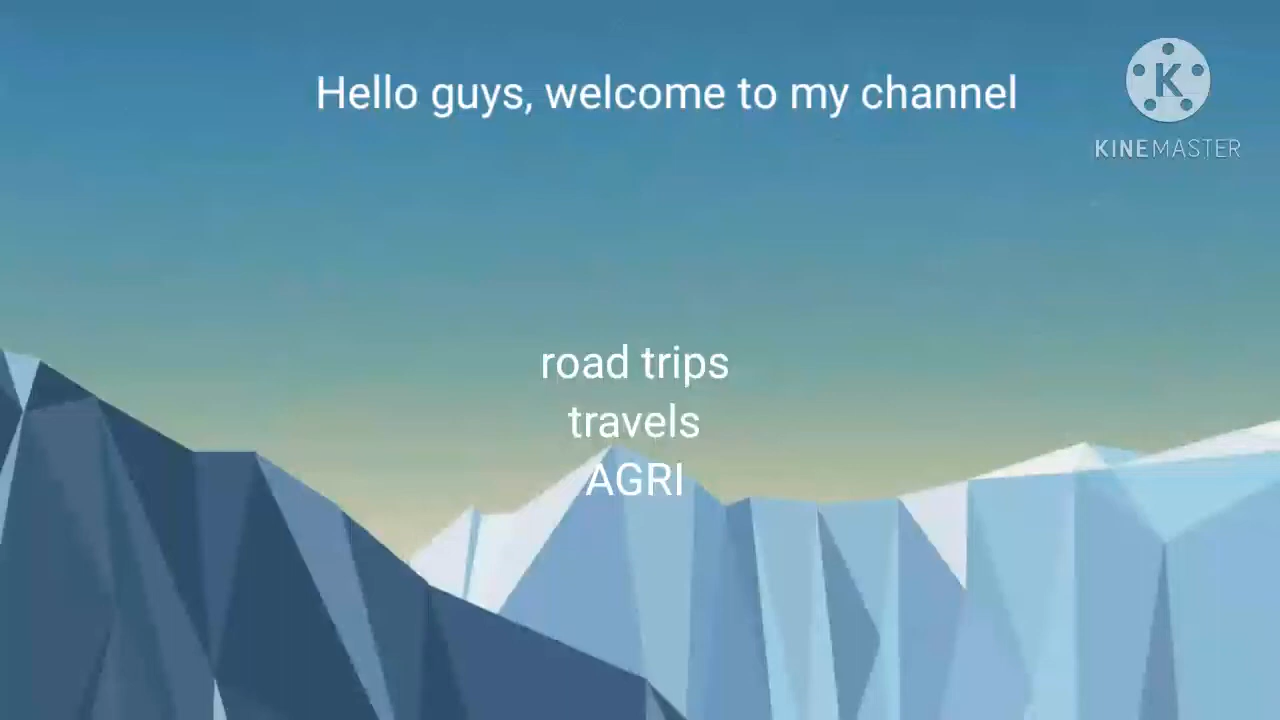 Hello guys, welcome to my channel
K
KINEMASTER
road trips
travels
AGRI